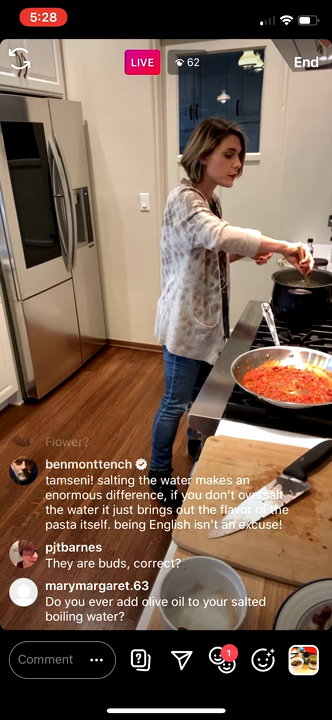 5:28
LIVE
62
End
Flower?
benmonttench
tamseni! salting the water makes an
enormous difference, if you don't oversalt
the water it just brings out the flavor of the
pasta itself. being English isn't an excuse!
pjtbarnes
They are buds, correct?
marymargaret.63
Do you ever add olive oil to your salted
boiling water?
Comment
1